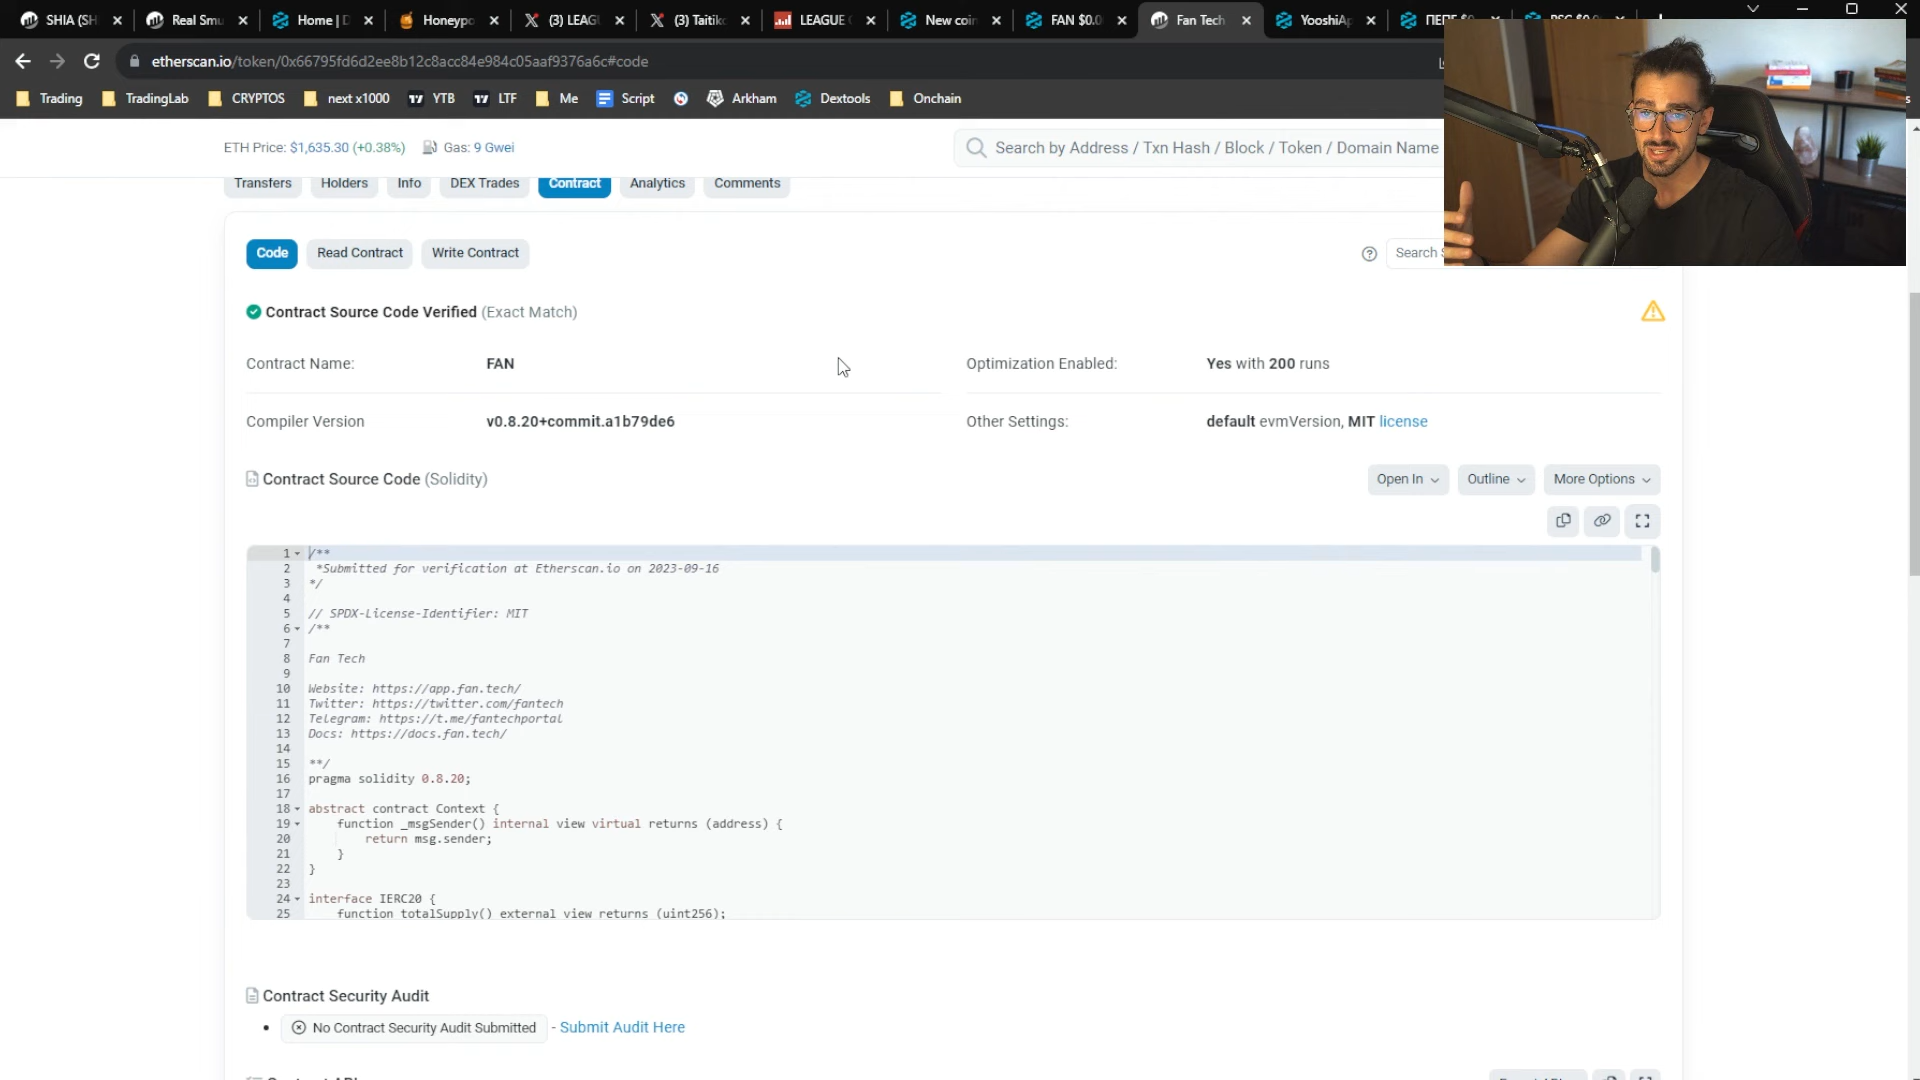 SHIA (SH
Real Smu
Home | D
Honeypo
(3) LEAG
(3) Taitik
LEAGUE
New coin
FAN $0.0
Fan Tech
YooshiAp
etherscan.io/token/0x66795fd6d2ee8b12c8acc84e984c05aaf9376a6c#code
Trading
TradingLab
CRYPTOS
next x1000
YTB
LTF
Me
Script
Arkham
Dextools
Onchain
ETH Price: $1,635.30 (+0.38%)
Gas: 9 Gwei
Search by Address / Txn Hash / Block / Token / Domain Name
Transfers
Holders
Info
DEX Trades
Contract
Analytics
Comments
Code
Read Contract
Write Contract
Search
Contract Source Code Verified (Exact Match)
Contract Name:
FAN
Optimization Enabled:
Yes with 200 runs
Compiler Version
v0.8.20+commit.a1b79de6
Other Settings:
default evmVersion, MIT license
Contract Source Code (Solidity)
Open In
Outline
More Options
1 /**
2 *Submitted for verification at Etherscan.io on 2023-09-16
3 */
4
5 // SPDX-License-Identifier: MIT
6 /**
7
8 Fan Tech
9
10 Website: https://app.fan.tech/
11 Twitter: https://twitter.com/fantech
12 Telegram: https://t.me/fantechportal
13 Docs: https://docs.fan.tech/
14
15 **/
16 pragma solidity 0.8.20;
17
18 abstract contract Context {
19 function _msgSender() internal view virtual returns (address) {
20 return msg.sender;
21 }
22 }
23
24 interface IERC20 {
25 function totalSupply() external view returns (uint256);
Contract Security Audit
No Contract Security Audit Submitted - Submit Audit Here